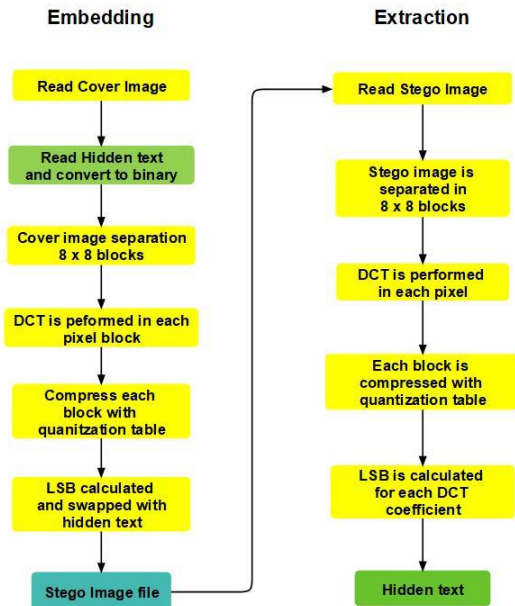 Embedding
Read Cover Image
Read Hidden text
and convert to binary
Cover image separation
8 x 8 blocks
DCT is peformed in each
pixel block
Compress each
block with
quanitzation table
LSB calculated
and swapped with
hidden text
Stego Image file
Extraction
Read Stego Image
Stego image is
separated in
8 x 8 blocks
DCT is performed
in each pixel
Each block is
compressed with
quantization table
LSB is calculated
for each DCT
coefficient
Hidden text